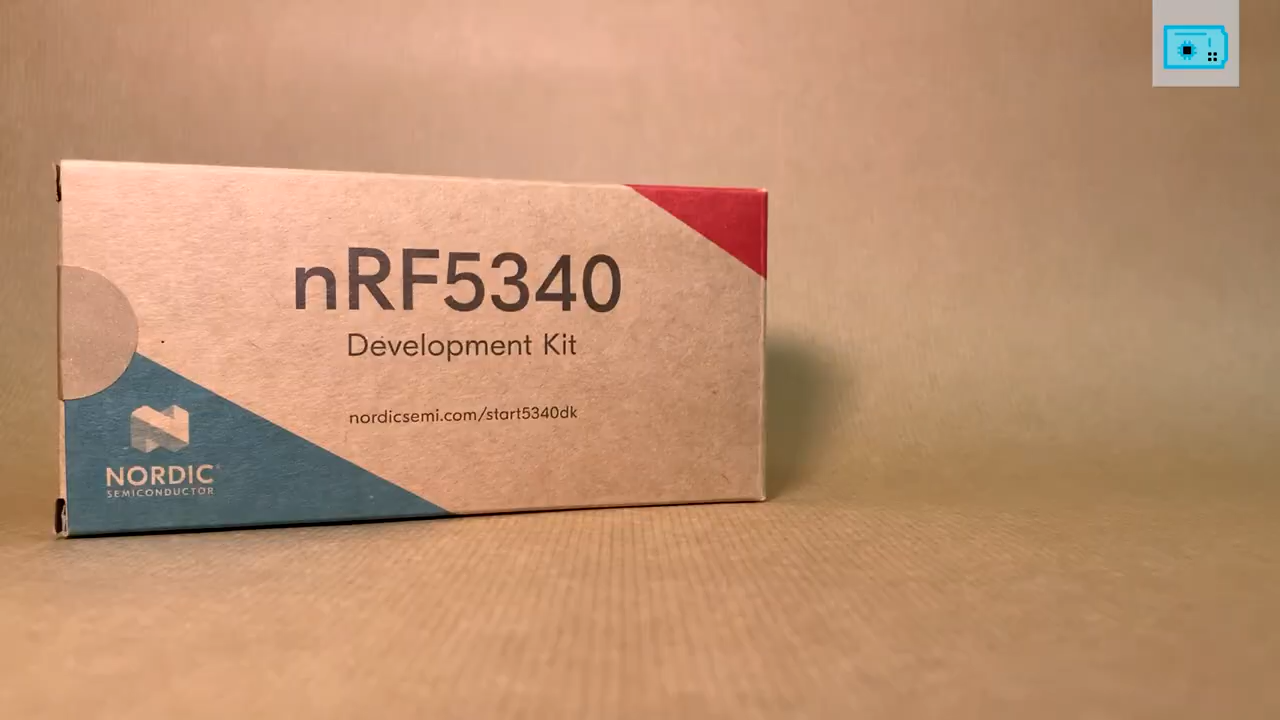 nRF5340
Development Kit
nordicsemi.com/start5340dk
NORDIC
SEMICONDUCTOR